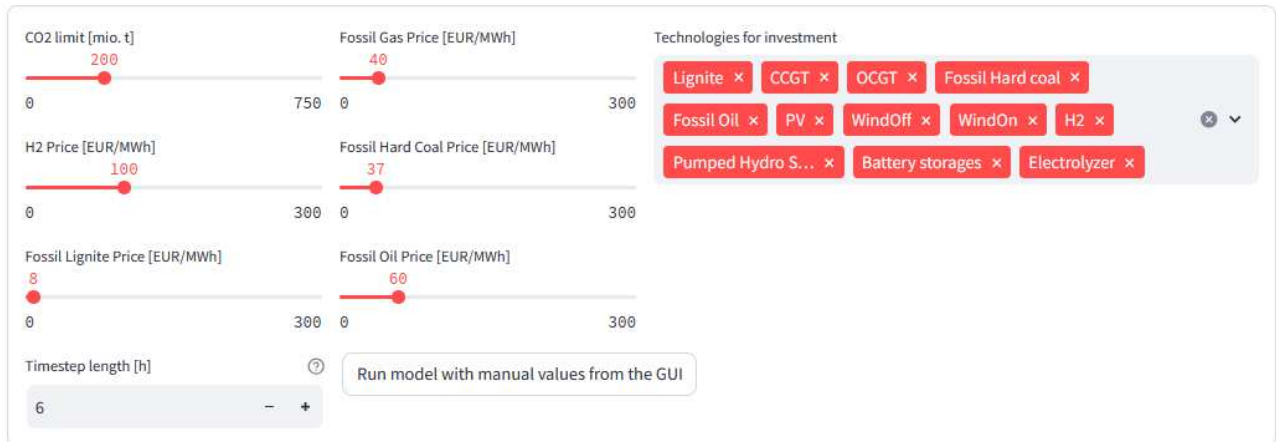 CO2 limit [mio. t]
200
0 750
Fossil Gas Price [EUR/MWh]
40
0 300
Technologies for investment
Lignite × CCGT × OCGT × Fossil Hard coal ×
Fossil Oil × PV × WindOff × WindOn × H2 ×
Pumped Hydro S... × Battery storages × Electrolyzer ×
H2 Price [EUR/MWh]
100
0 300
Fossil Hard Coal Price [EUR/MWh]
37
0 300
Fossil Lignite Price [EUR/MWh]
8
0 300
Fossil Oil Price [EUR/MWh]
60
0 300
Timestep length [h] ?
6 − +
Run model with manual values from the GUI